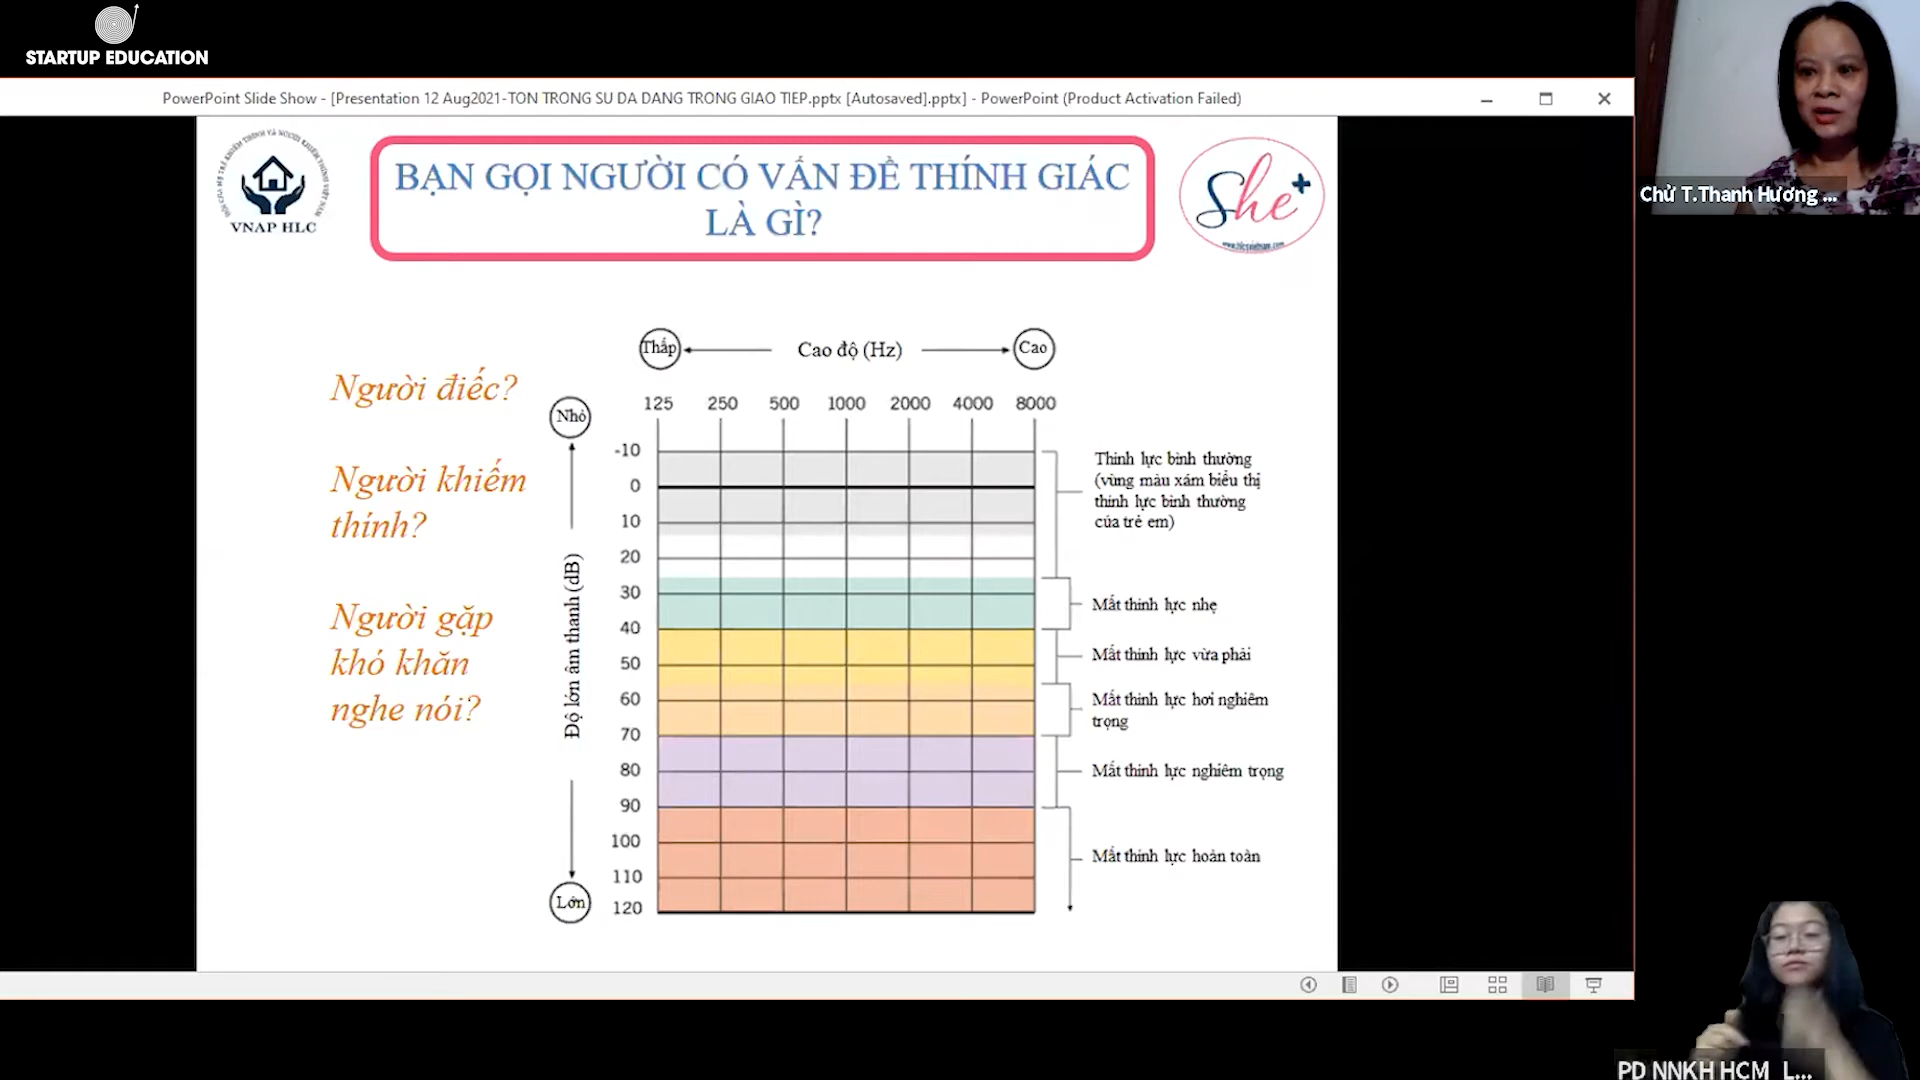 STARTUP EDUCATION
PowerPoint Slide Show - [Presentation 12 Aug2021-TON TRONG SU DA DANG TRONG GIAO TIEP.pptx [Autosaved].pptx] - PowerPoint (Product Activation Failed)
VNAP HLC
BẠN GỌI NGƯỜI CÓ VẤN ĐỀ THÍNH GIÁC
LÀ GÌ?
She+
Chử T.Thanh Hương ...
Thấp
Cao độ (Hz)
Cao
Người điếc?
Người khiếm
thính?
Người gặp
khó khăn
nghe nói?
Nhỏ
Độ lớn âm thanh (dB)
Lớn
125 250 500 1000 2000 4000 8000
-10
0
10
20
30
40
50
60
70
80
90
100
110
120
Thính lực bình thường
(vùng màu xám biểu thị
thính lực bình thường
của trẻ em)
Mất thính lực nhẹ
Mất thính lực vừa phải
Mất thính lực hơi nghiêm
trọng
Mất thính lực nghiêm trọng
Mất thính lực hoàn toàn
PD NNKH HCM_L...